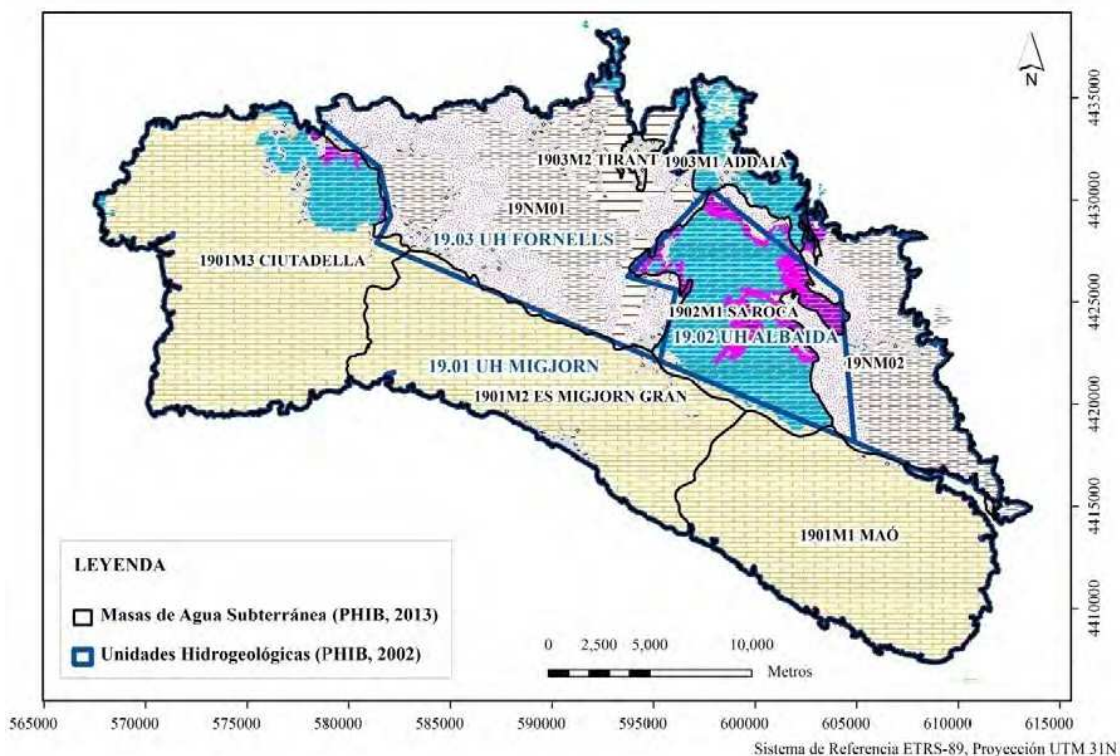 N
1903M2 TIRANT
1903M1 ADDAIA
19NM01
19.03 UH FORNELLS
1901M3 CIUTADELLA
1902M1 SA ROCA
19.02 UH ALBAIDA
19NM02
19.01 UH MIGJORN
1901M2 ES MIGJORN GRAN
1901M1 MAÓ
LEYENDA
Masas de Agua Subterránea (PHIB, 2013)
Unidades Hidrogeológicas (PHIB, 2002)
0 2,500 5,000 10,000
Metros
4435000
4430000
4425000
4420000
4415000
4410000
565000 570000 575000 580000 585000 590000 595000 600000 605000 610000 615000
Sistema de Referencia ETRS-89, Proyección UTM 31N